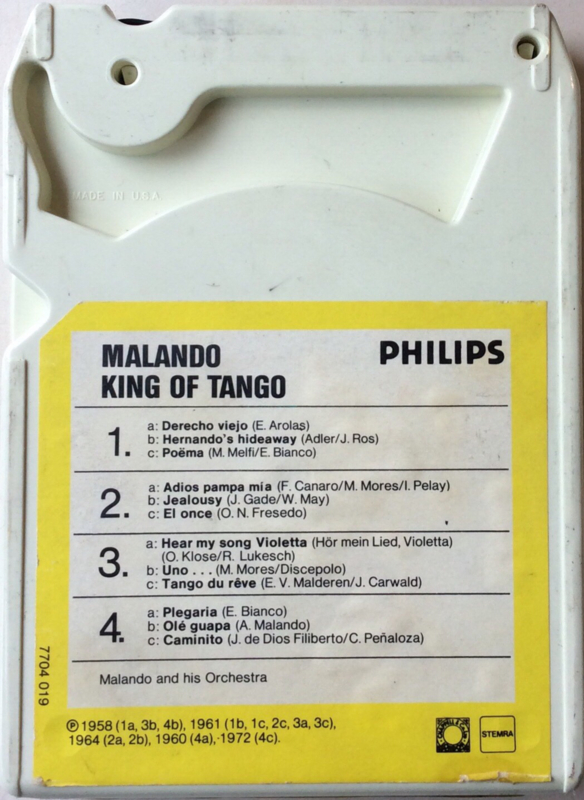 MADE IN U.S.A
MALANDO
KING OF TANGO
PHILIPS
1.
a: Derecho viejo (E. Arolas)
b: Hernando's hideaway (Adler/J. Ros)
c: Poëma (M. Melfi/E. Bianco)
2.
a: Adios pampa mia (F. Canaro/M. Mores/I. Pelay)
b: Jealousy (J. Gade/W. May)
c: El once (O. N. Fresedo)
3.
a: Hear my song Violetta (Hör mein Lied, Violetta)
(O. Klose/R. Lukesch)
b: Uno . . . (M. Mores/Discepolo)
c: Tango du rêve (E. V. Malderen/J. Carwald)
4.
a: Plegaria (E. Bianco)
b: Olé guapa (A. Malando)
c: Caminito (J. de Dios Filiberto/C. Peñaloza)
Malando and his Orchestra
7704 019
℗ 1958 (1a, 3b, 4b), 1961 (1b, 1c, 2c, 3a, 3c),
1964 (2a, 2b), 1960 (4a), 1972 (4c).
STEMRA